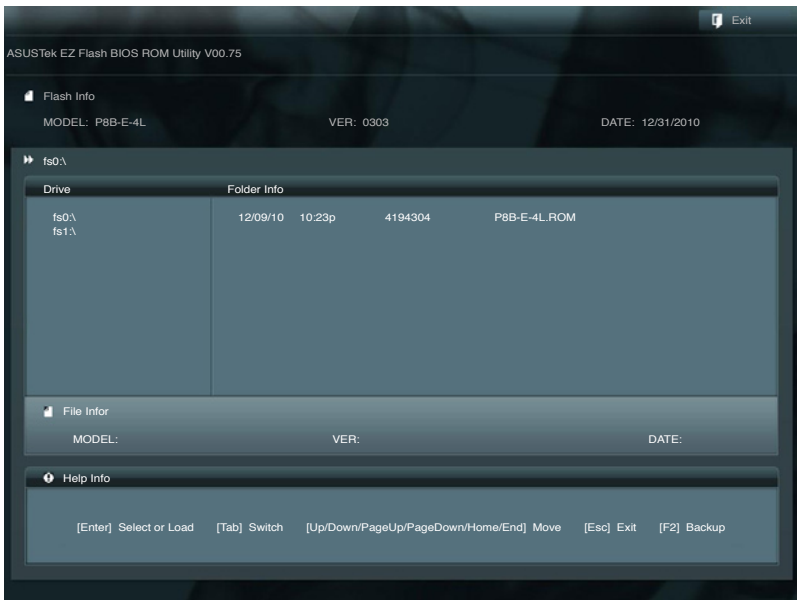 Exit
ASUSTek EZ Flash BIOS ROM Utility V00.75
Flash Info
MODEL: P8B-E-4L VER: 0303 DATE: 12/31/2010
fs0:\
Drive Folder Info
fs0:\ 12/09/10 10:23p 4194304 P8B-E-4L.ROM
fs1:\
File Infor
MODEL: VER: DATE:
Help Info
[Enter] Select or Load [Tab] Switch [Up/Down/PageUp/PageDown/Home/End] Move [Esc] Exit [F2] Backup